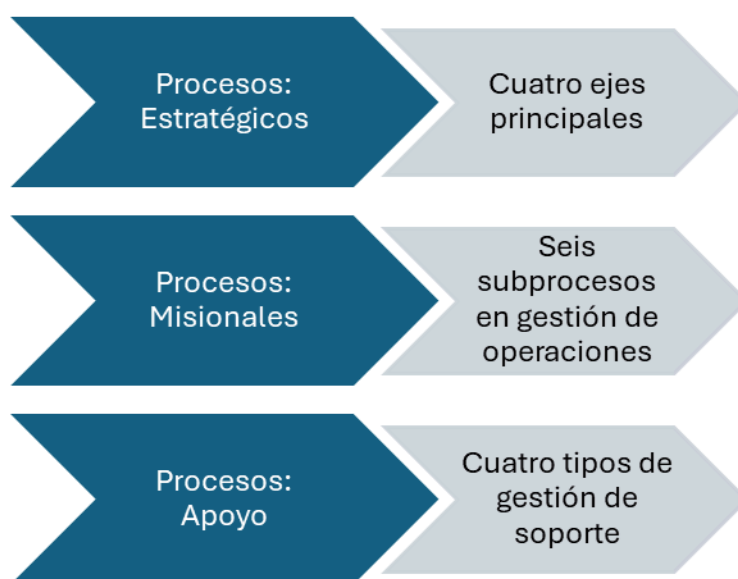 Procesos:
Estratégicos
Cuatro ejes
principales
Procesos:
Misionales
Seis
subprocesos
en gestión de
operaciones
Procesos:
Apoyo
Cuatro tipos de
gestión de
soporte